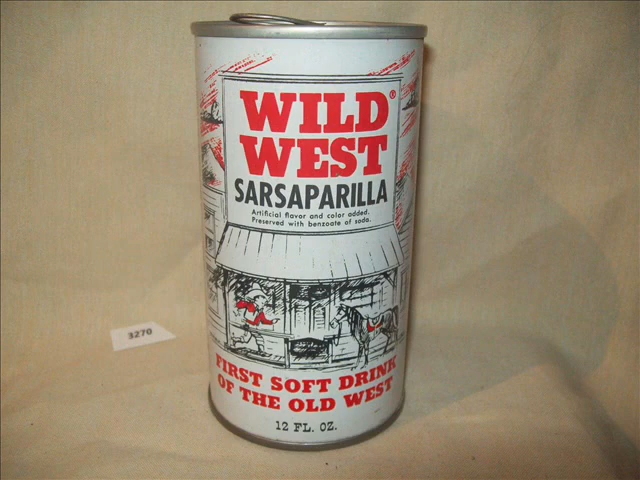 WILD®
WEST
SARSAPARILLA
Artificial flavor and color added.
Preserved with benzoate of soda.
3270
FIRST SOFT DRINK
OF THE OLD WEST
12 FL. OZ.